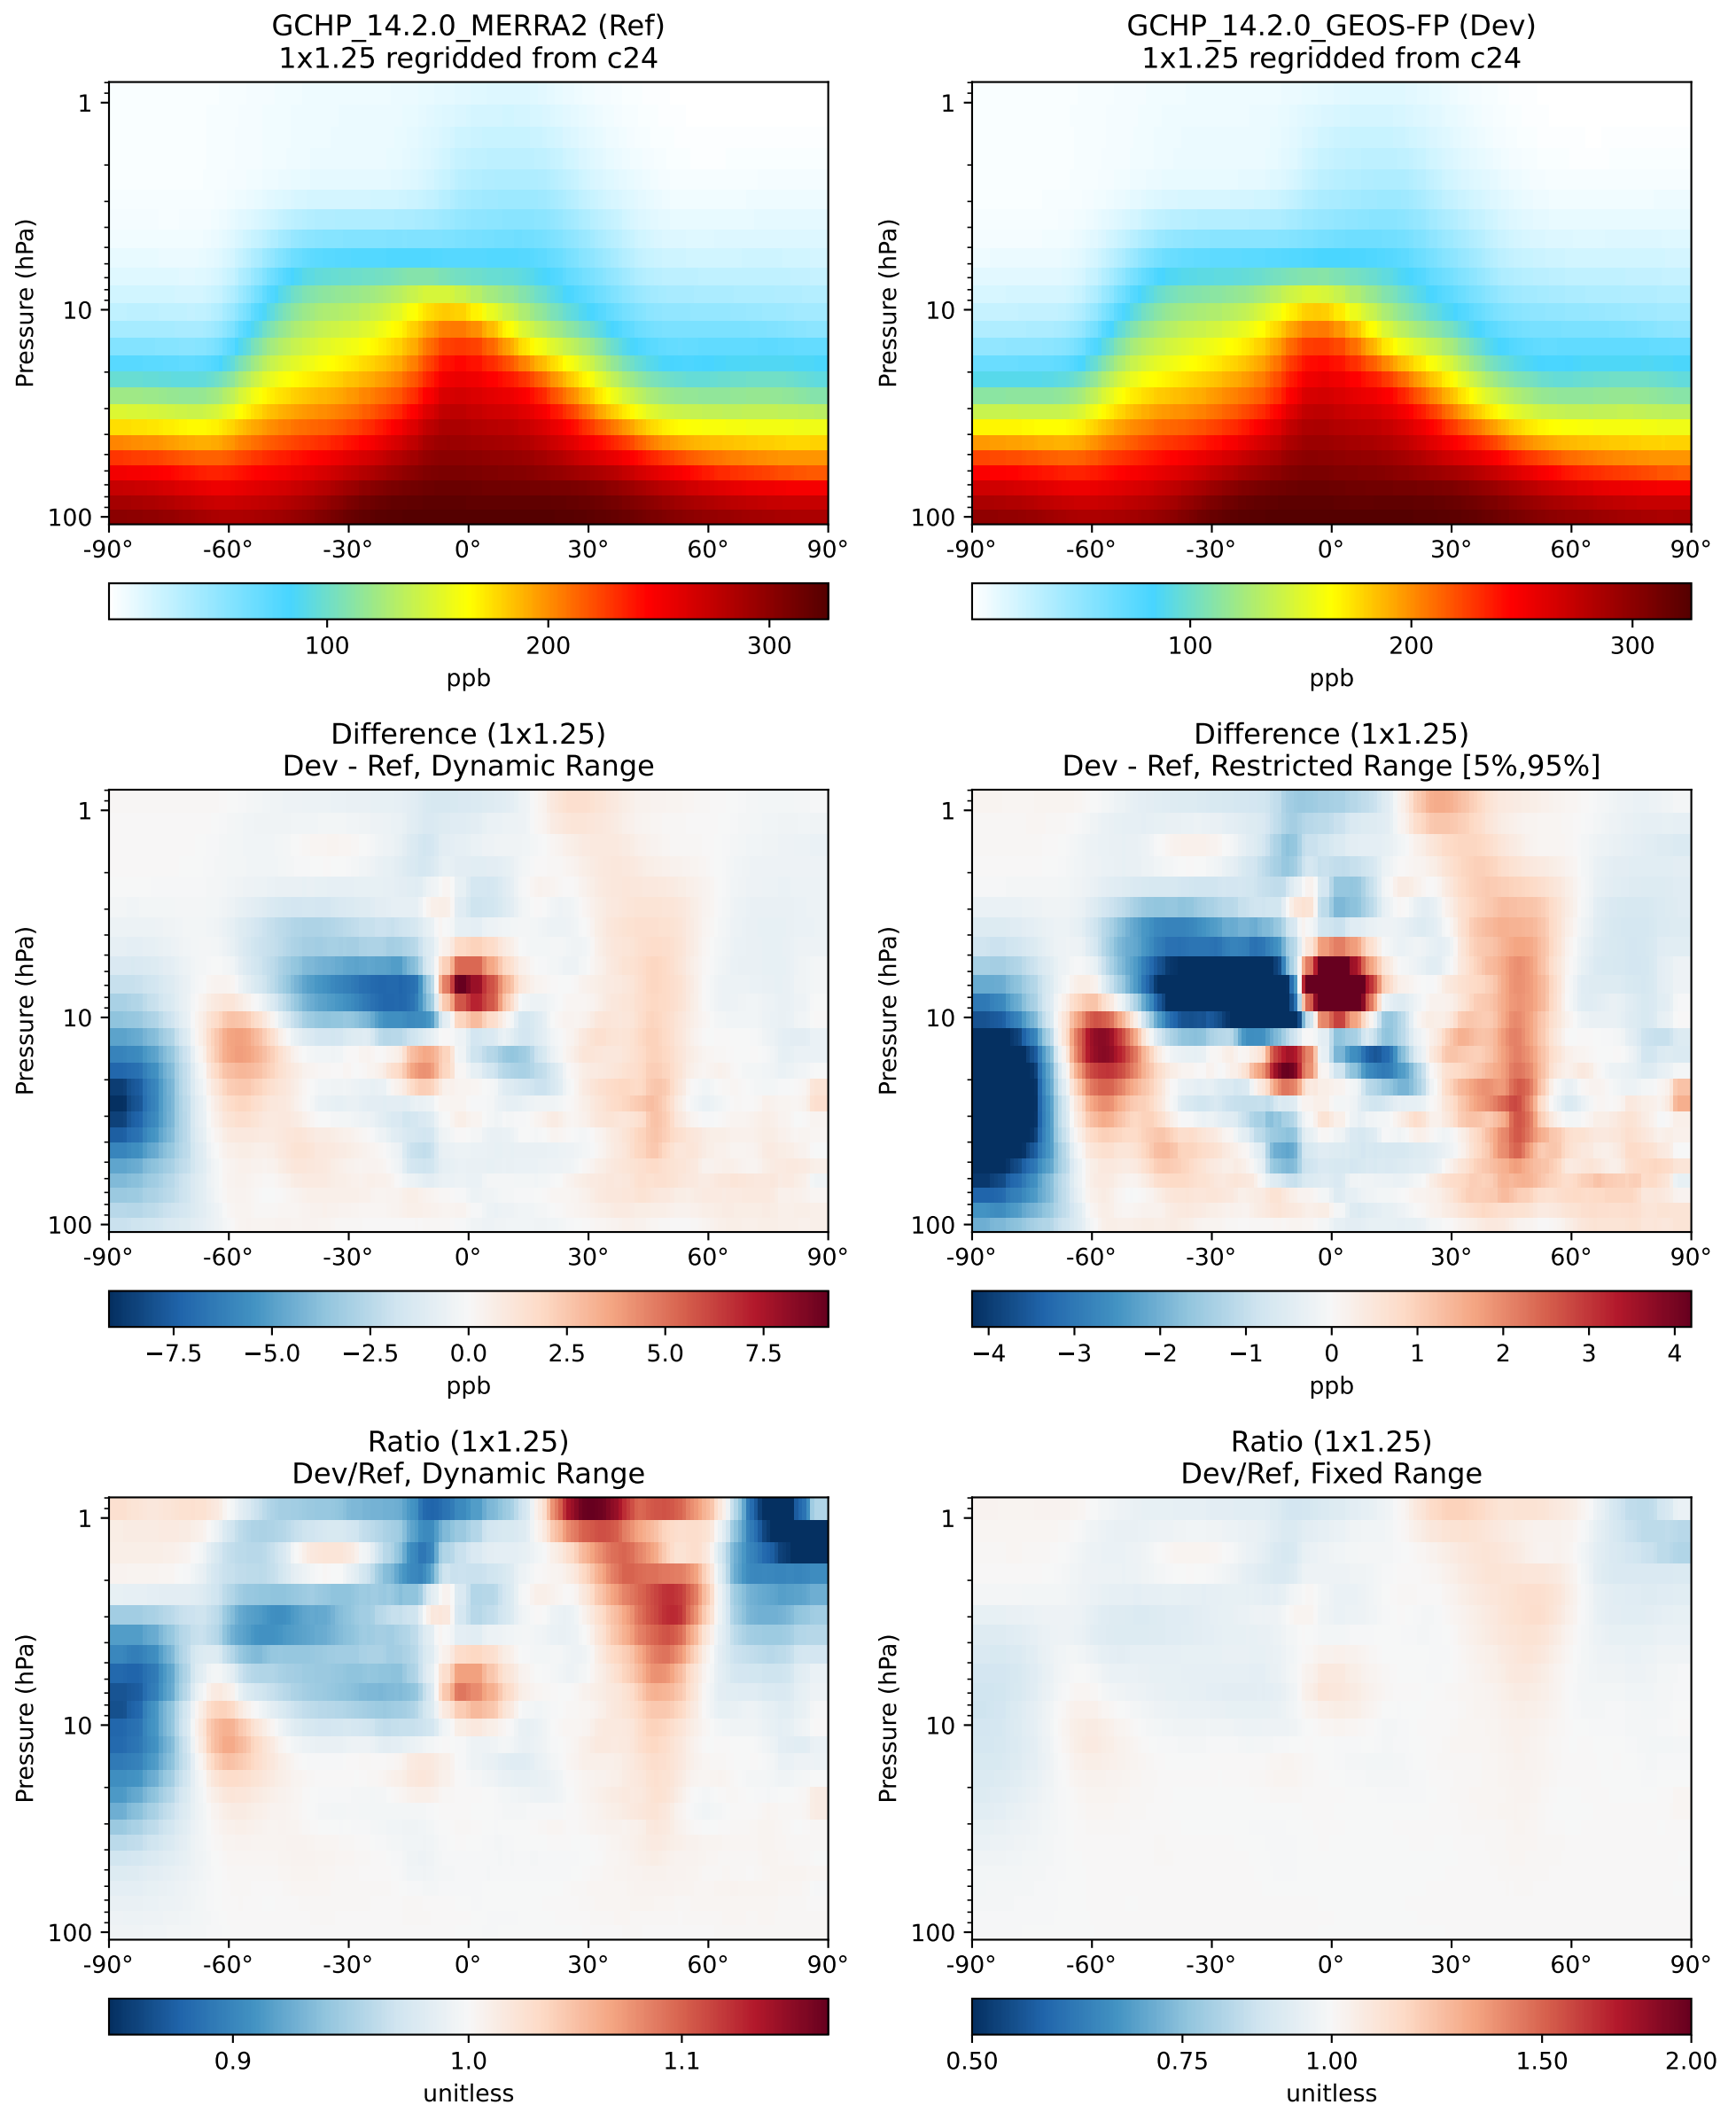 GCHP_14.2.0_MERRA2 (Ref)
1x1.25 regridded from c24
Pressure (hPa)
1
10
100
-90° -60° -30° 0° 30° 60° 90°
100 200 300
ppb
GCHP_14.2.0_GEOS-FP (Dev)
1x1.25 regridded from c24
Pressure (hPa)
1
10
100
-90° -60° -30° 0° 30° 60° 90°
100 200 300
ppb
Difference (1x1.25)
Dev - Ref, Dynamic Range
Pressure (hPa)
1
10
100
-90° -60° -30° 0° 30° 60° 90°
−7.5 −5.0 −2.5 0.0 2.5 5.0 7.5
ppb
Difference (1x1.25)
Dev - Ref, Restricted Range [5%,95%]
Pressure (hPa)
1
10
100
-90° -60° -30° 0° 30° 60° 90°
−4 −3 −2 −1 0 1 2 3 4
ppb
Ratio (1x1.25)
Dev/Ref, Dynamic Range
Pressure (hPa)
1
10
100
-90° -60° -30° 0° 30° 60° 90°
0.9 1.0 1.1
unitless
Ratio (1x1.25)
Dev/Ref, Fixed Range
Pressure (hPa)
1
10
100
-90° -60° -30° 0° 30° 60° 90°
0.50 0.75 1.00 1.50 2.00
unitless